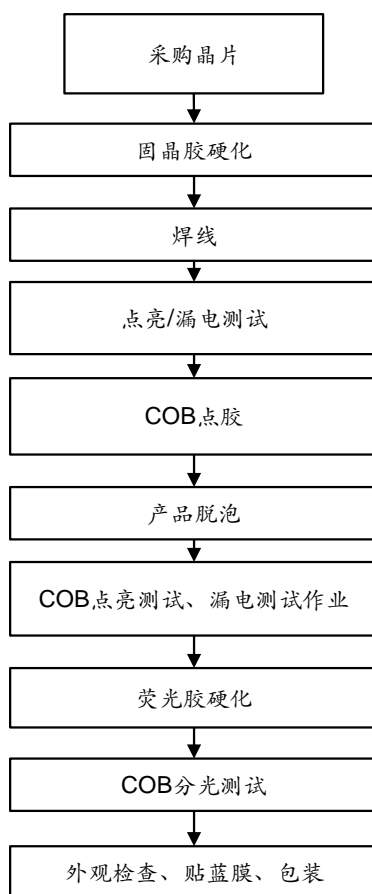 采购晶片
固晶胶硬化
焊线
点亮/漏电测试
COB点胶
产品脱泡
COB点亮测试、漏电测试作业
荧光胶硬化
COB分光测试
外观检查、贴蓝膜、包装